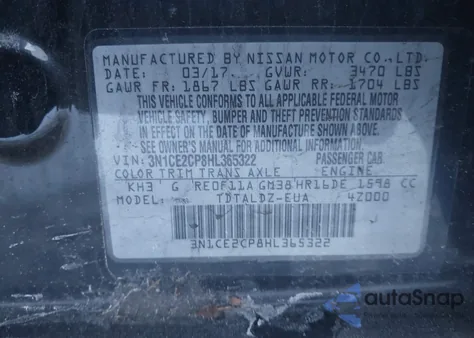 MANUFACTURED BY NISSAN MOTOR CO., LTD.
DATE: 03/17 GVWR: 3470 LBS
GAWR FR: 1867 LBS GAWR RR: 1704 LBS
THIS VEHICLE CONFORMS TO ALL APPLICABLE FEDERAL MOTOR
VEHICLE SAFETY, BUMPER AND THEFT PREVENTION STANDARDS
IN EFFECT ON THE DATE OF MANUFACTURE SHOWN ABOVE.
SEE OWNER'S MANUAL FOR ADDITIONAL INFORMATION
VIN: 3N1CE2CP8HL365322 PASSENGER CAR
COLOR TRIM TRANS AXLE ENGINE
KH3 G RE0F11A GM38 HR16DE 1598 CC
MODEL: TDTALDZ-EUA 4Z000
3N1CE2CP8HL365322
autoSnap